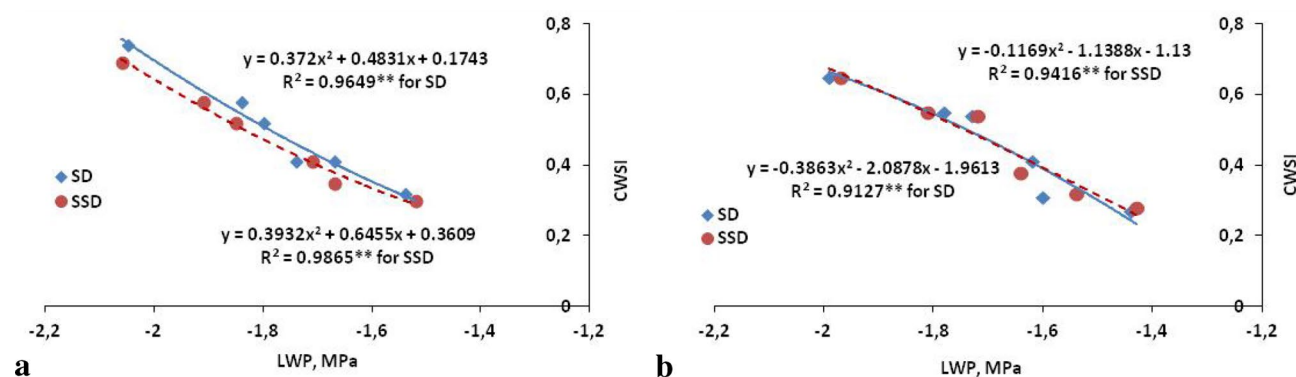 0,8
y = 0.372x² + 0.4831x + 0.1743
R² = 0.9649** for SD
0,6
CWSI
0,4
SD
SSD
0,2
y = 0.3932x² + 0.6455x + 0.3609
R² = 0.9865** for SSD
0
-2,2 -2 -1,8 -1,6 -1,4 -1,2
LWP, MPa
a
0,8
y = -0.1169x² - 1.1388x - 1.13
R² = 0.9416** for SSD
0,6
CWSI
0,4
y = -0.3863x² - 2.0878x - 1.9613
R² = 0.9127** for SD
SD
SSD
0,2
0
-2,2 -2 -1,8 -1,6 -1,4 -1,2
LWP, MPa
b